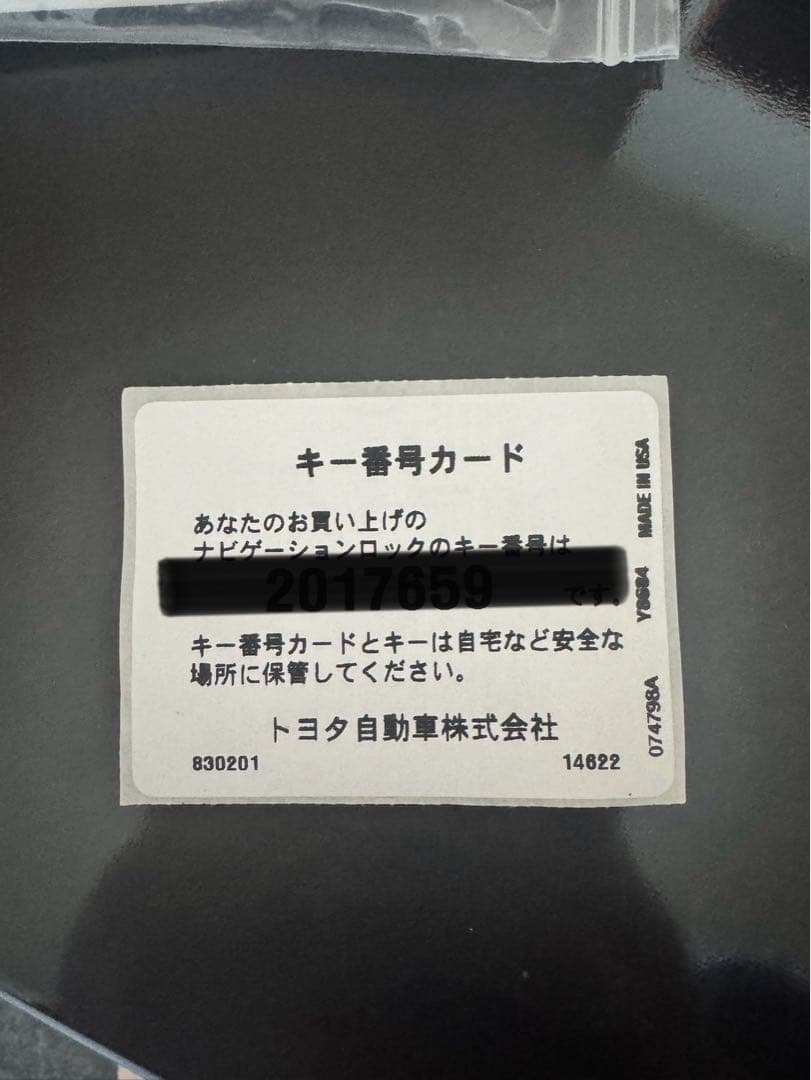 キー番号カード
あなたのお買い上げの
ナビゲーションロックのキー番号は
です。
キー番号カードとキーは自宅など安全な
場所に保管してください。
トヨタ自動車株式会社
830201
14622
074798A Y8684 MADE IN USA